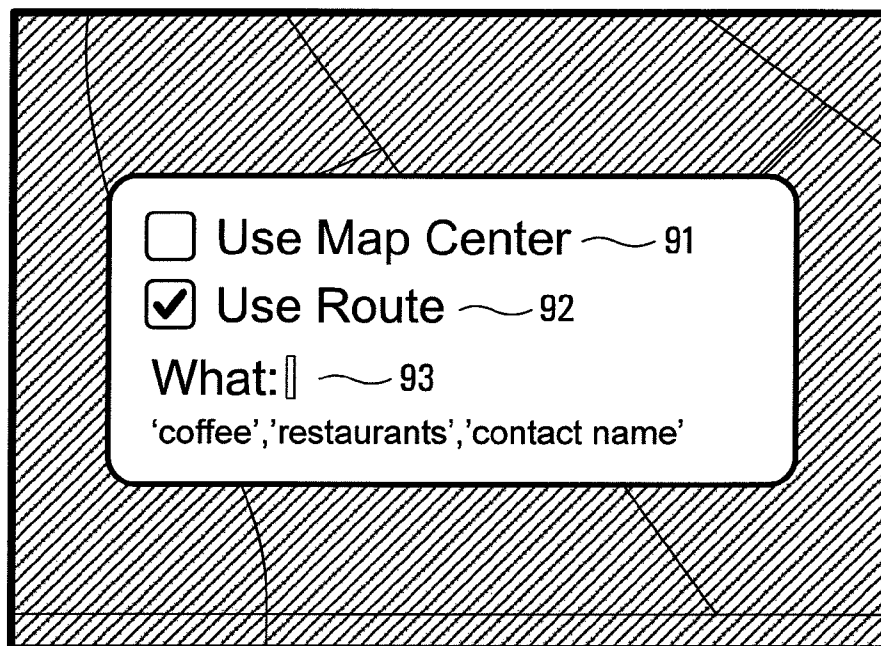 Use Map Center 91
Use Route 92
What: 93
‘coffee’,’restaurants’,’contact name’